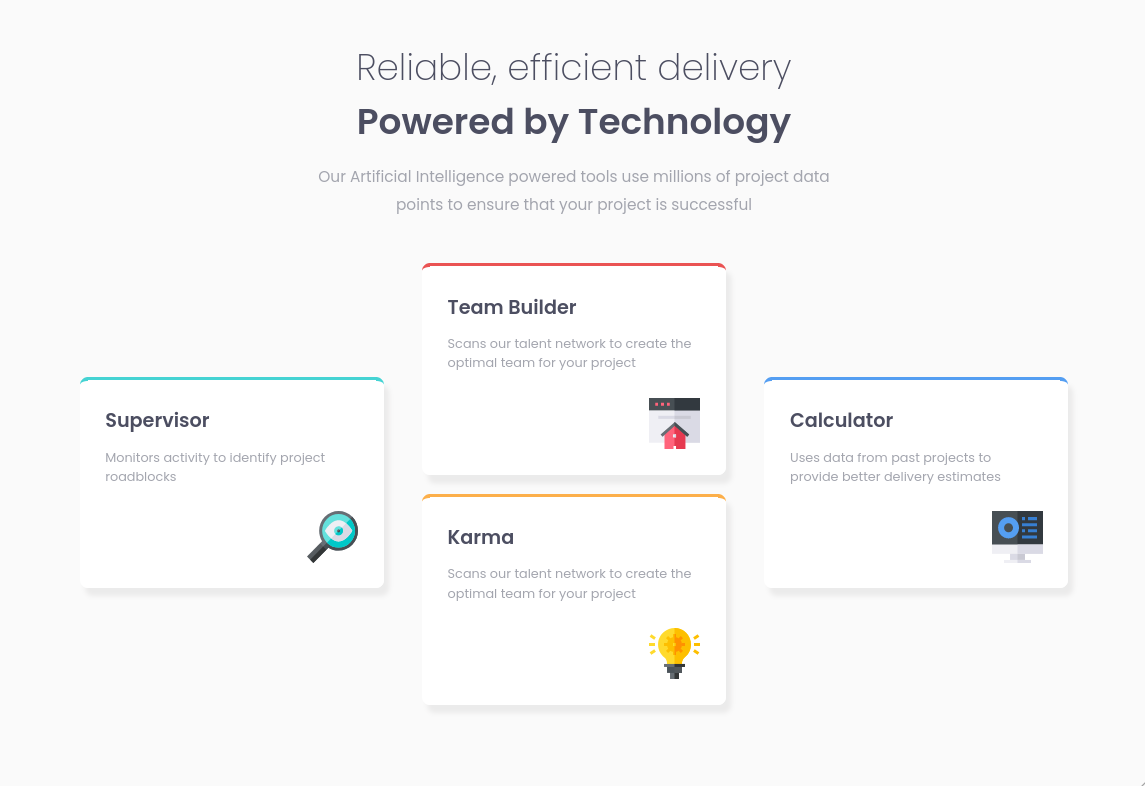 Reliable, efficient delivery
Powered by Technology
Our Artificial Intelligence powered tools use millions of project data
points to ensure that your project is successful
Team Builder
Scans our talent network to create the
optimal team for your project
Supervisor
Monitors activity to identify project
roadblocks
Calculator
Uses data from past projects to
provide better delivery estimates
Karma
Scans our talent network to create the
optimal team for your project